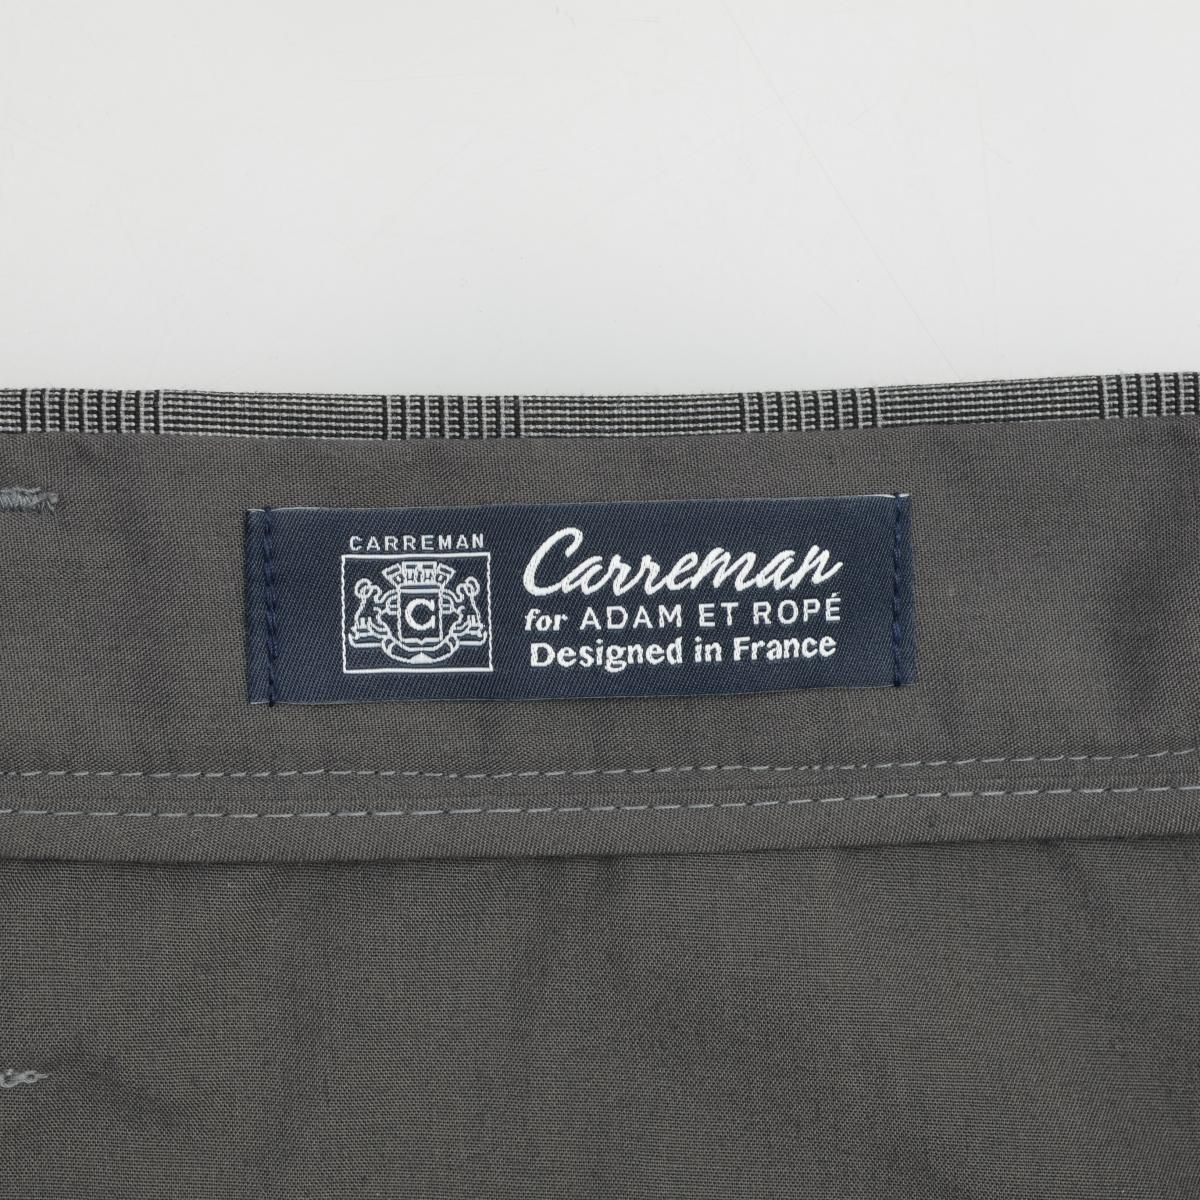 CARREMAN
C
Carreman
for ADAM ET ROPÉ
Designed in France